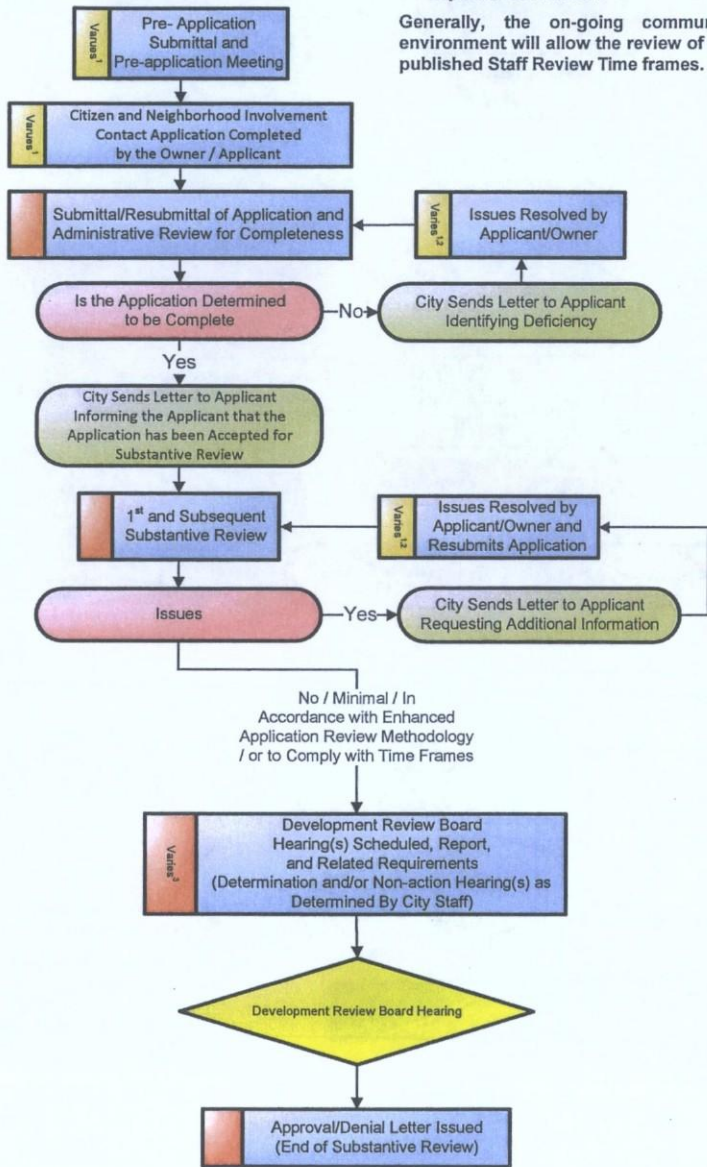 Generally, the on-going commun
environment will allow the review of
published Staff Review Time frames.
Varues¹
Pre- Application
Submittal and
Pre-application Meeting
Varues¹
Citizen and Neighborhood Involvement
Contact Application Completed
by the Owner / Applicant
Submittal/Resubmittal of Application and
Administrative Review for Completeness
Varies¹,²
Issues Resolved by
Applicant/Owner
Is the Application Determined
to be Complete
No
City Sends Letter to Applicant
Identifying Deficiency
Yes
City Sends Letter to Applicant
Informing the Applicant that the
Application has been Accepted for
Substantive Review
1st and Subsequent
Substantive Review
Varies¹,²
Issues Resolved by
Applicant/Owner and
Resubmits Application
Issues
Yes
City Sends Letter to Applicant
Requesting Additional Information
No / Minimal / In
Accordance with Enhanced
Application Review Methodology
/ or to Comply with Time Frames
Varies³
Development Review Board
Hearing(s) Scheduled, Report,
and Related Requirements
(Determination and/or Non-action Hearing(s) as
Determined By City Staff)
Development Review Board Hearing
Approval/Denial Letter Issued
(End of Substantive Review)